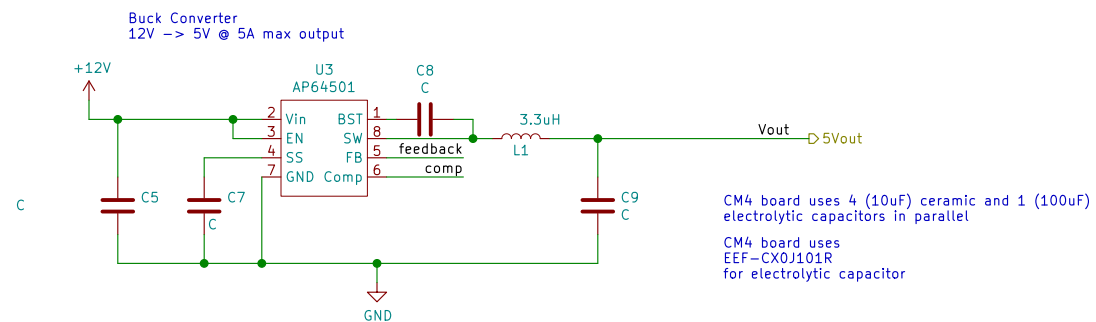 Buck Converter
12V -> 5V @ 5A max output
+12V
U3
AP64501
C8
C
2 Vin BST 1
3 EN SW 8
4 SS FB 5
7 GND Comp 6
feedback
comp
3.3uH
L1
Vout
5Vout
C
C5
C7
C
C9
C
GND
CM4 board uses 4 (10uF) ceramic and 1 (100uF)
electrolytic capacitors in parallel
CM4 board uses
EEF-CX0J101R
for electrolytic capacitor